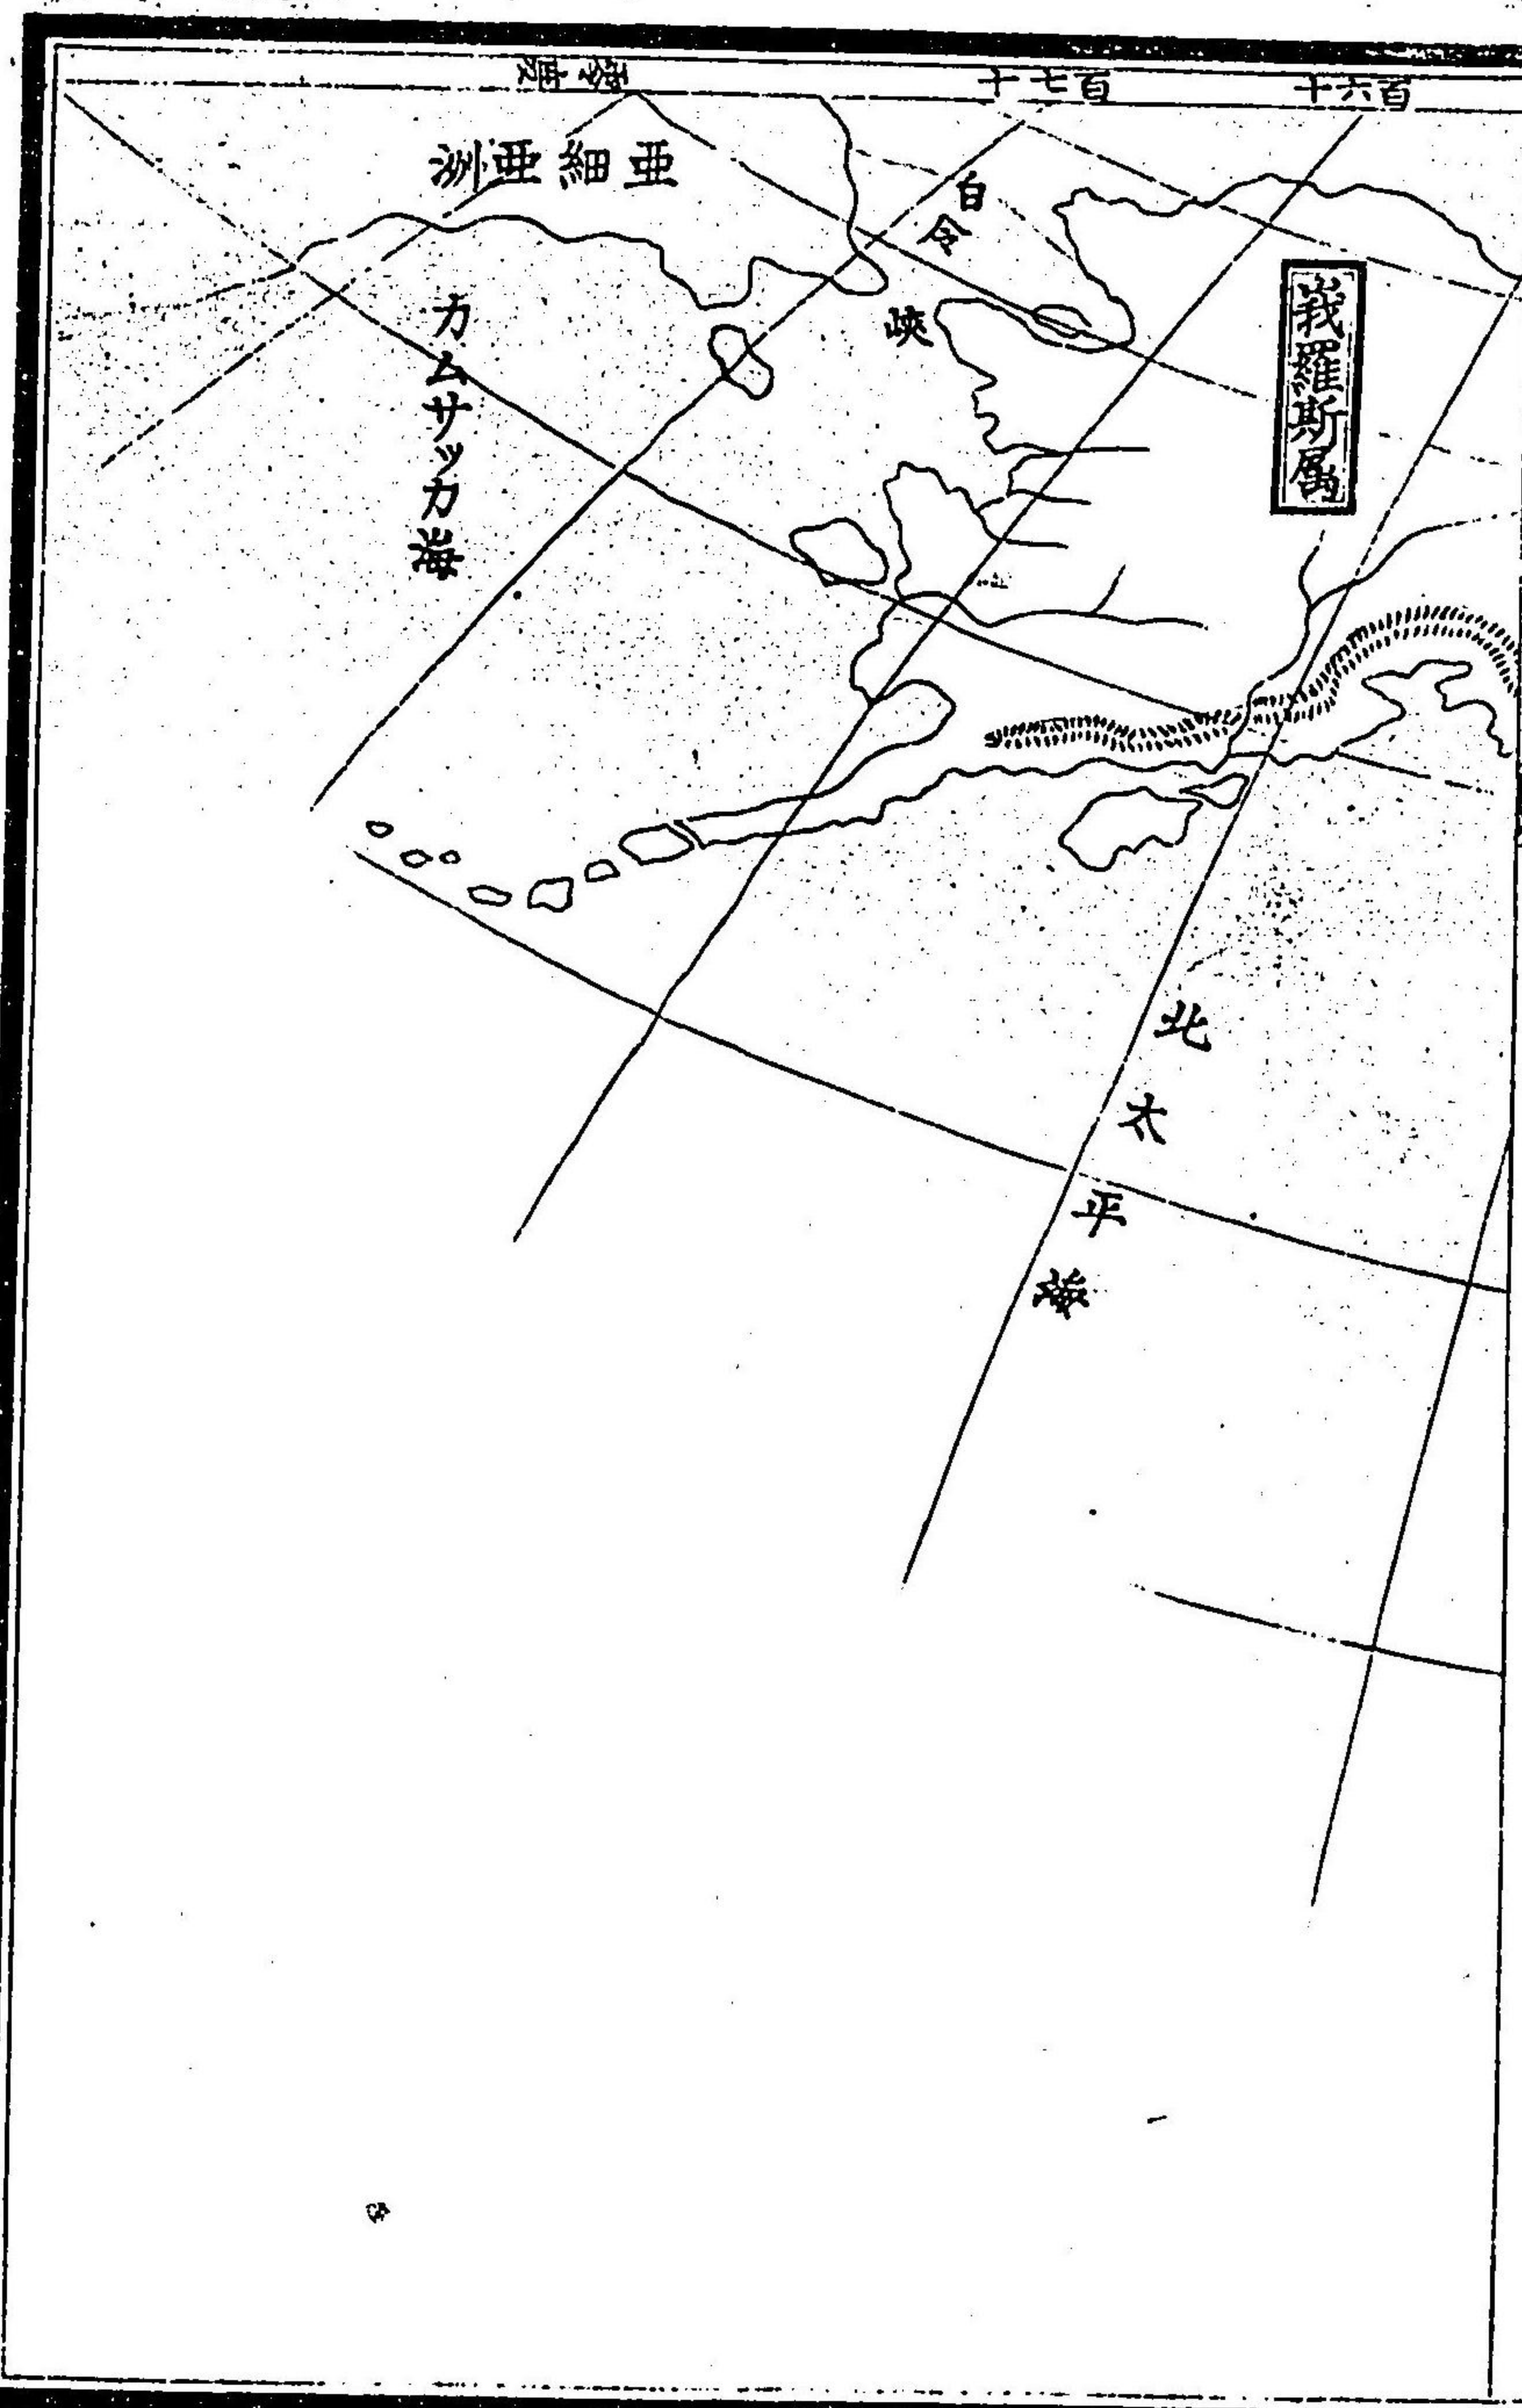 百六十
百七十
亜細亜洲
白令峡
峩羅斯属
カムサッカ海
北太平海